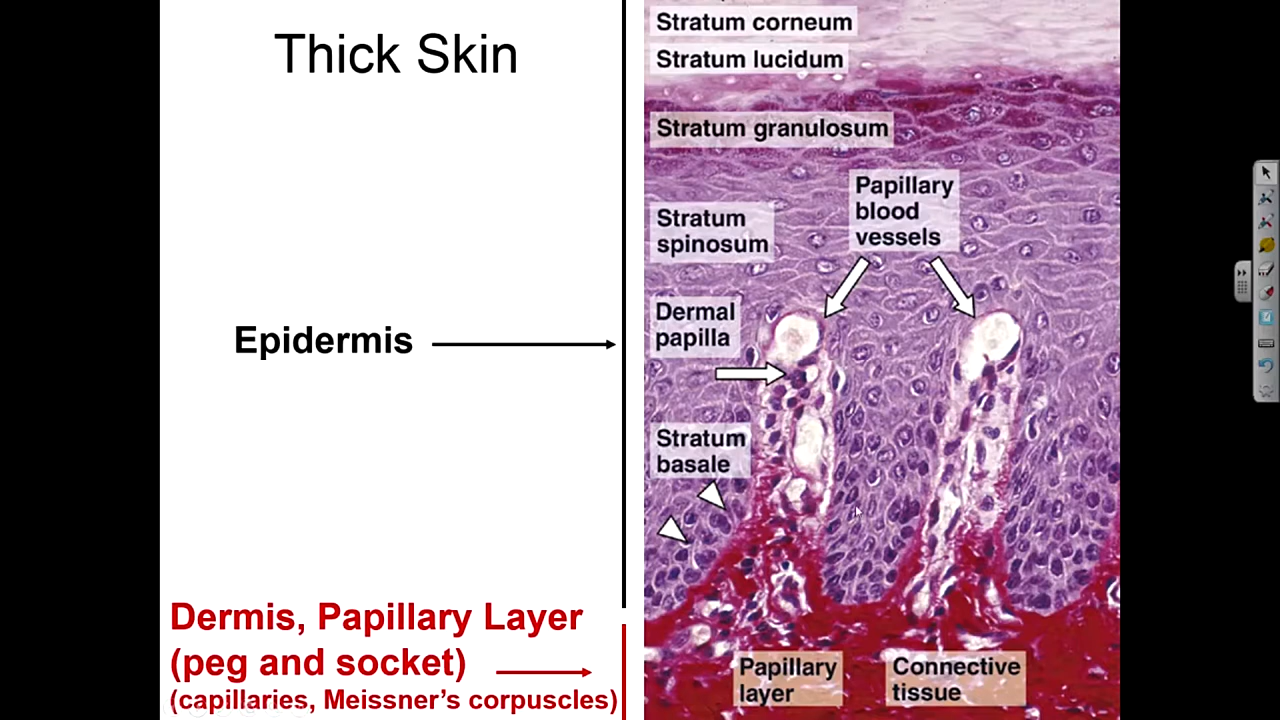 Thick Skin
Epidermis
Dermis, Papillary Layer
(peg and socket)
(capillaries, Meissner's corpuscles)
Stratum corneum
Stratum lucidum
Stratum granulosum
Papillary
blood
vessels
Stratum
spinosum
Dermal
papilla
Stratum
basale
Papillary
layer
Connective
tissue